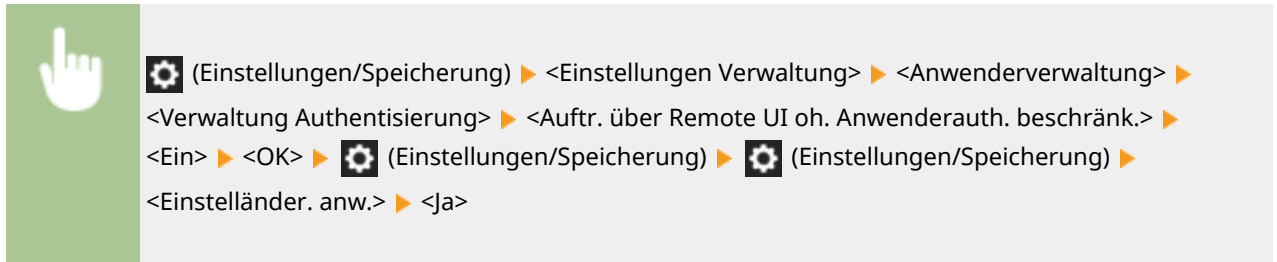 (Einstellungen/Speicherung) ▶ <Einstellungen Verwaltung> ▶ <Anwenderverwaltung> ▶
<Verwaltung Authentisierung> ▶ <Auftr. über Remote UI oh. Anwenderauth. beschränk.> ▶
<Ein> ▶ <OK> ▶ (Einstellungen/Speicherung) ▶ (Einstellungen/Speicherung) ▶
<Einstelländer. anw.> ▶ <Ja>